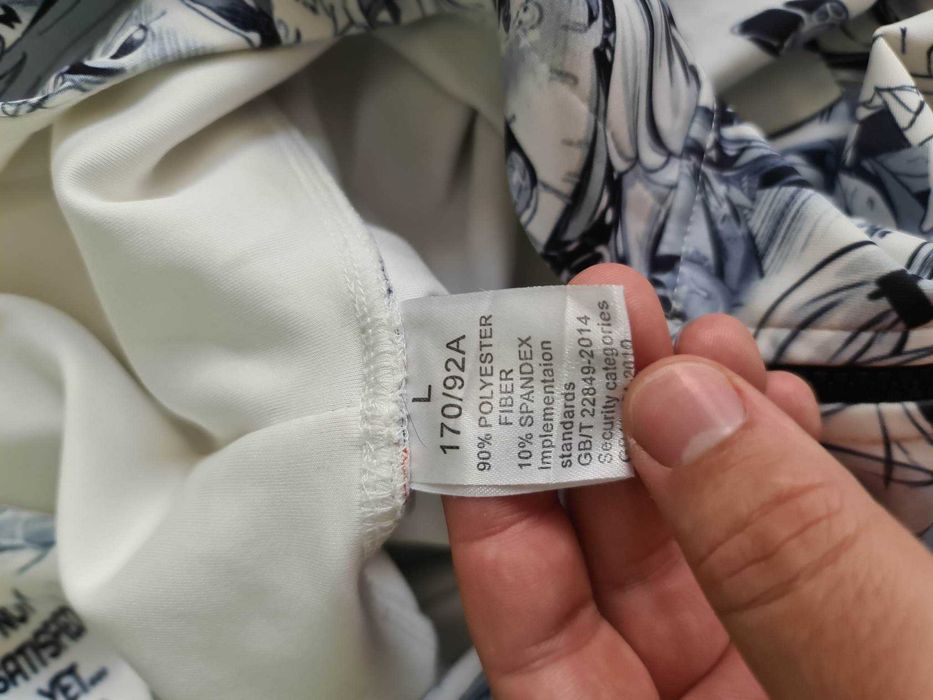 L
170/92A
90% POLYESTER
FIBER
10% SPANDEX
Implementaion
standards
GB/T 22849-2014
Security categories
SATISFIED
YET...